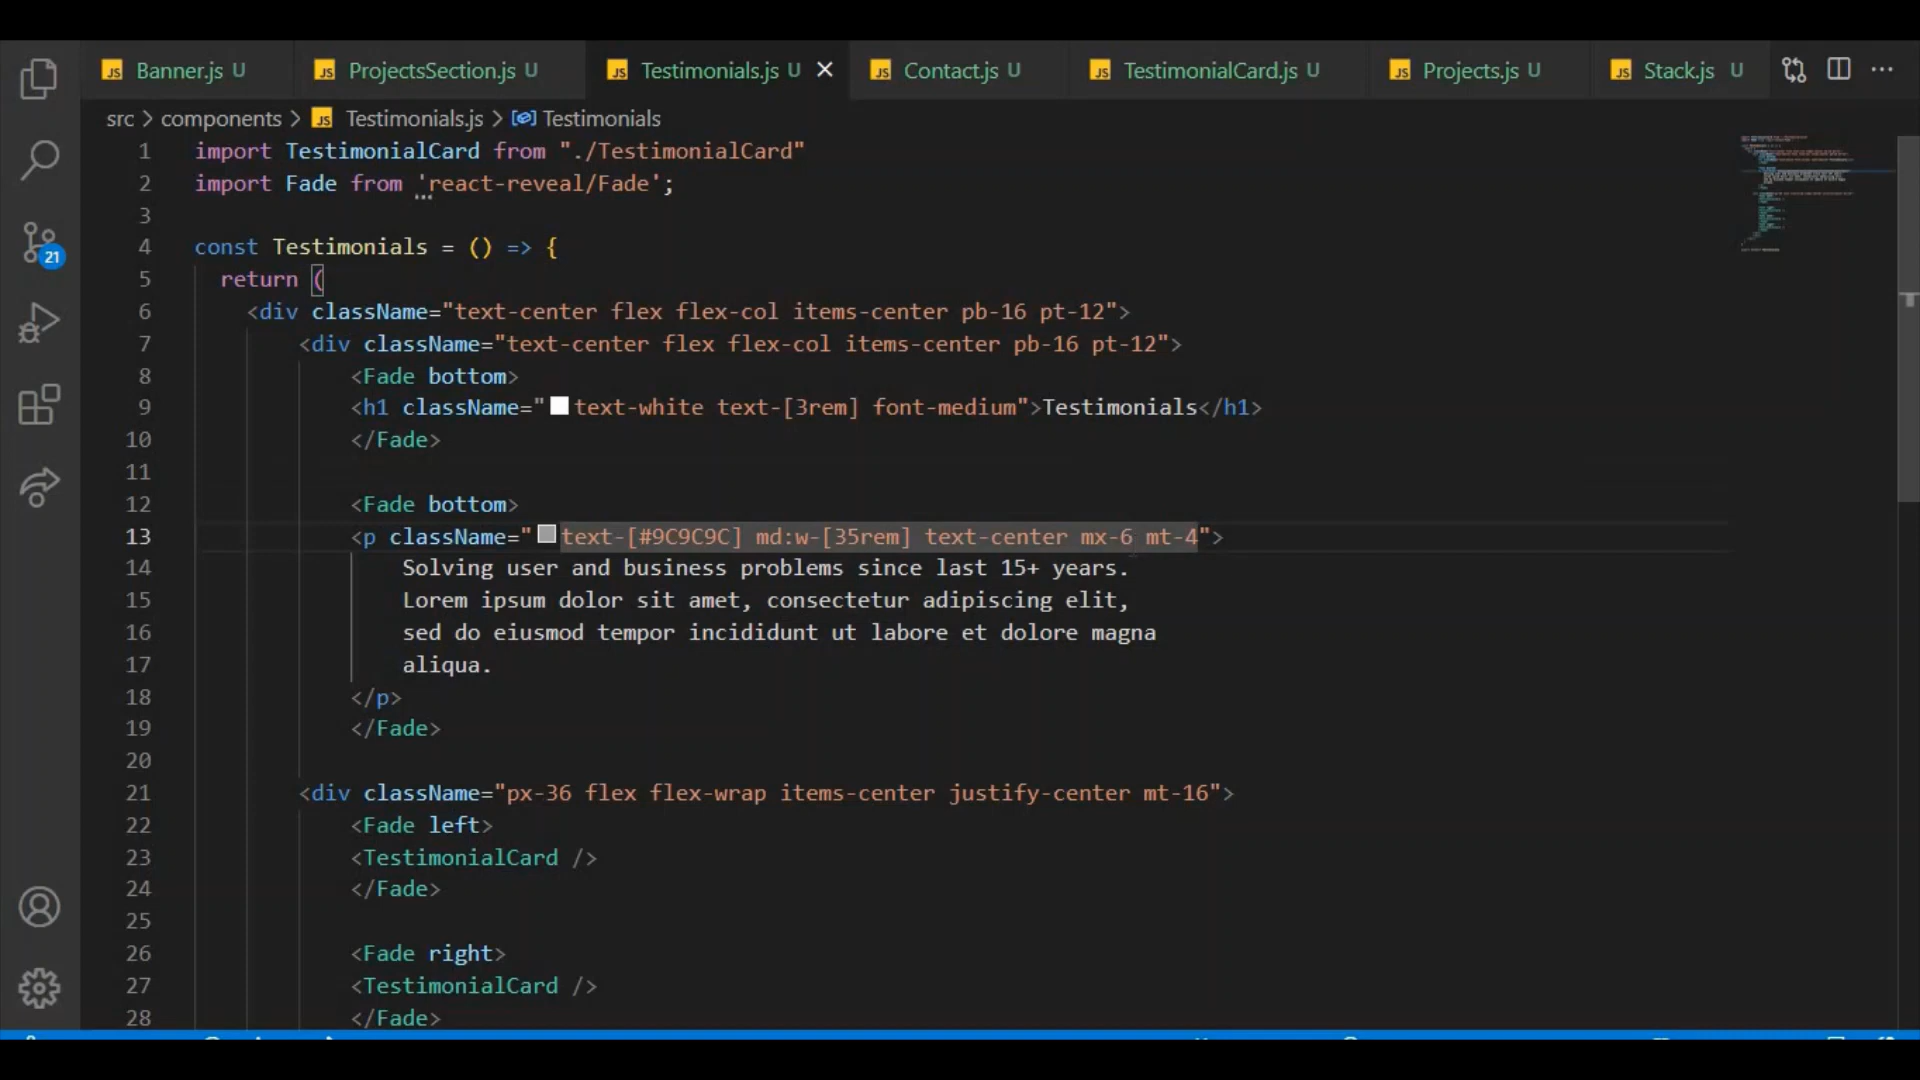 Banner.js U ProjectsSection.js U Testimonials.js U Contact.js U TestimonialCard.js U Projects.js U Stack.js U
src > components > JS Testimonials.js > Testimonials
1 import TestimonialCard from "./TestimonialCard"
2 import Fade from 'react-reveal/Fade';
3
4 const Testimonials = () => {
5 return (
6 <div className="text-center flex flex-col items-center pb-16 pt-12">
7 <div className="text-center flex flex-col items-center pb-16 pt-12">
8 <Fade bottom>
9 <h1 className="text-white text-[3rem] font-medium">Testimonials</h1>
10 </Fade>
11
12 <Fade bottom>
13 <p className="text-[#9C9C9C] md:w-[35rem] text-center mx-6 mt-4">
14 Solving user and business problems since last 15+ years.
15 Lorem ipsum dolor sit amet, consectetur adipiscing elit,
16 sed do eiusmod tempor incididunt ut labore et dolore magna
17 aliqua.
18 </p>
19 </Fade>
20
21 <div className="px-36 flex flex-wrap items-center justify-center mt-16">
22 <Fade left>
23 <TestimonialCard />
24 </Fade>
25
26 <Fade right>
27 <TestimonialCard />
28 </Fade>
21